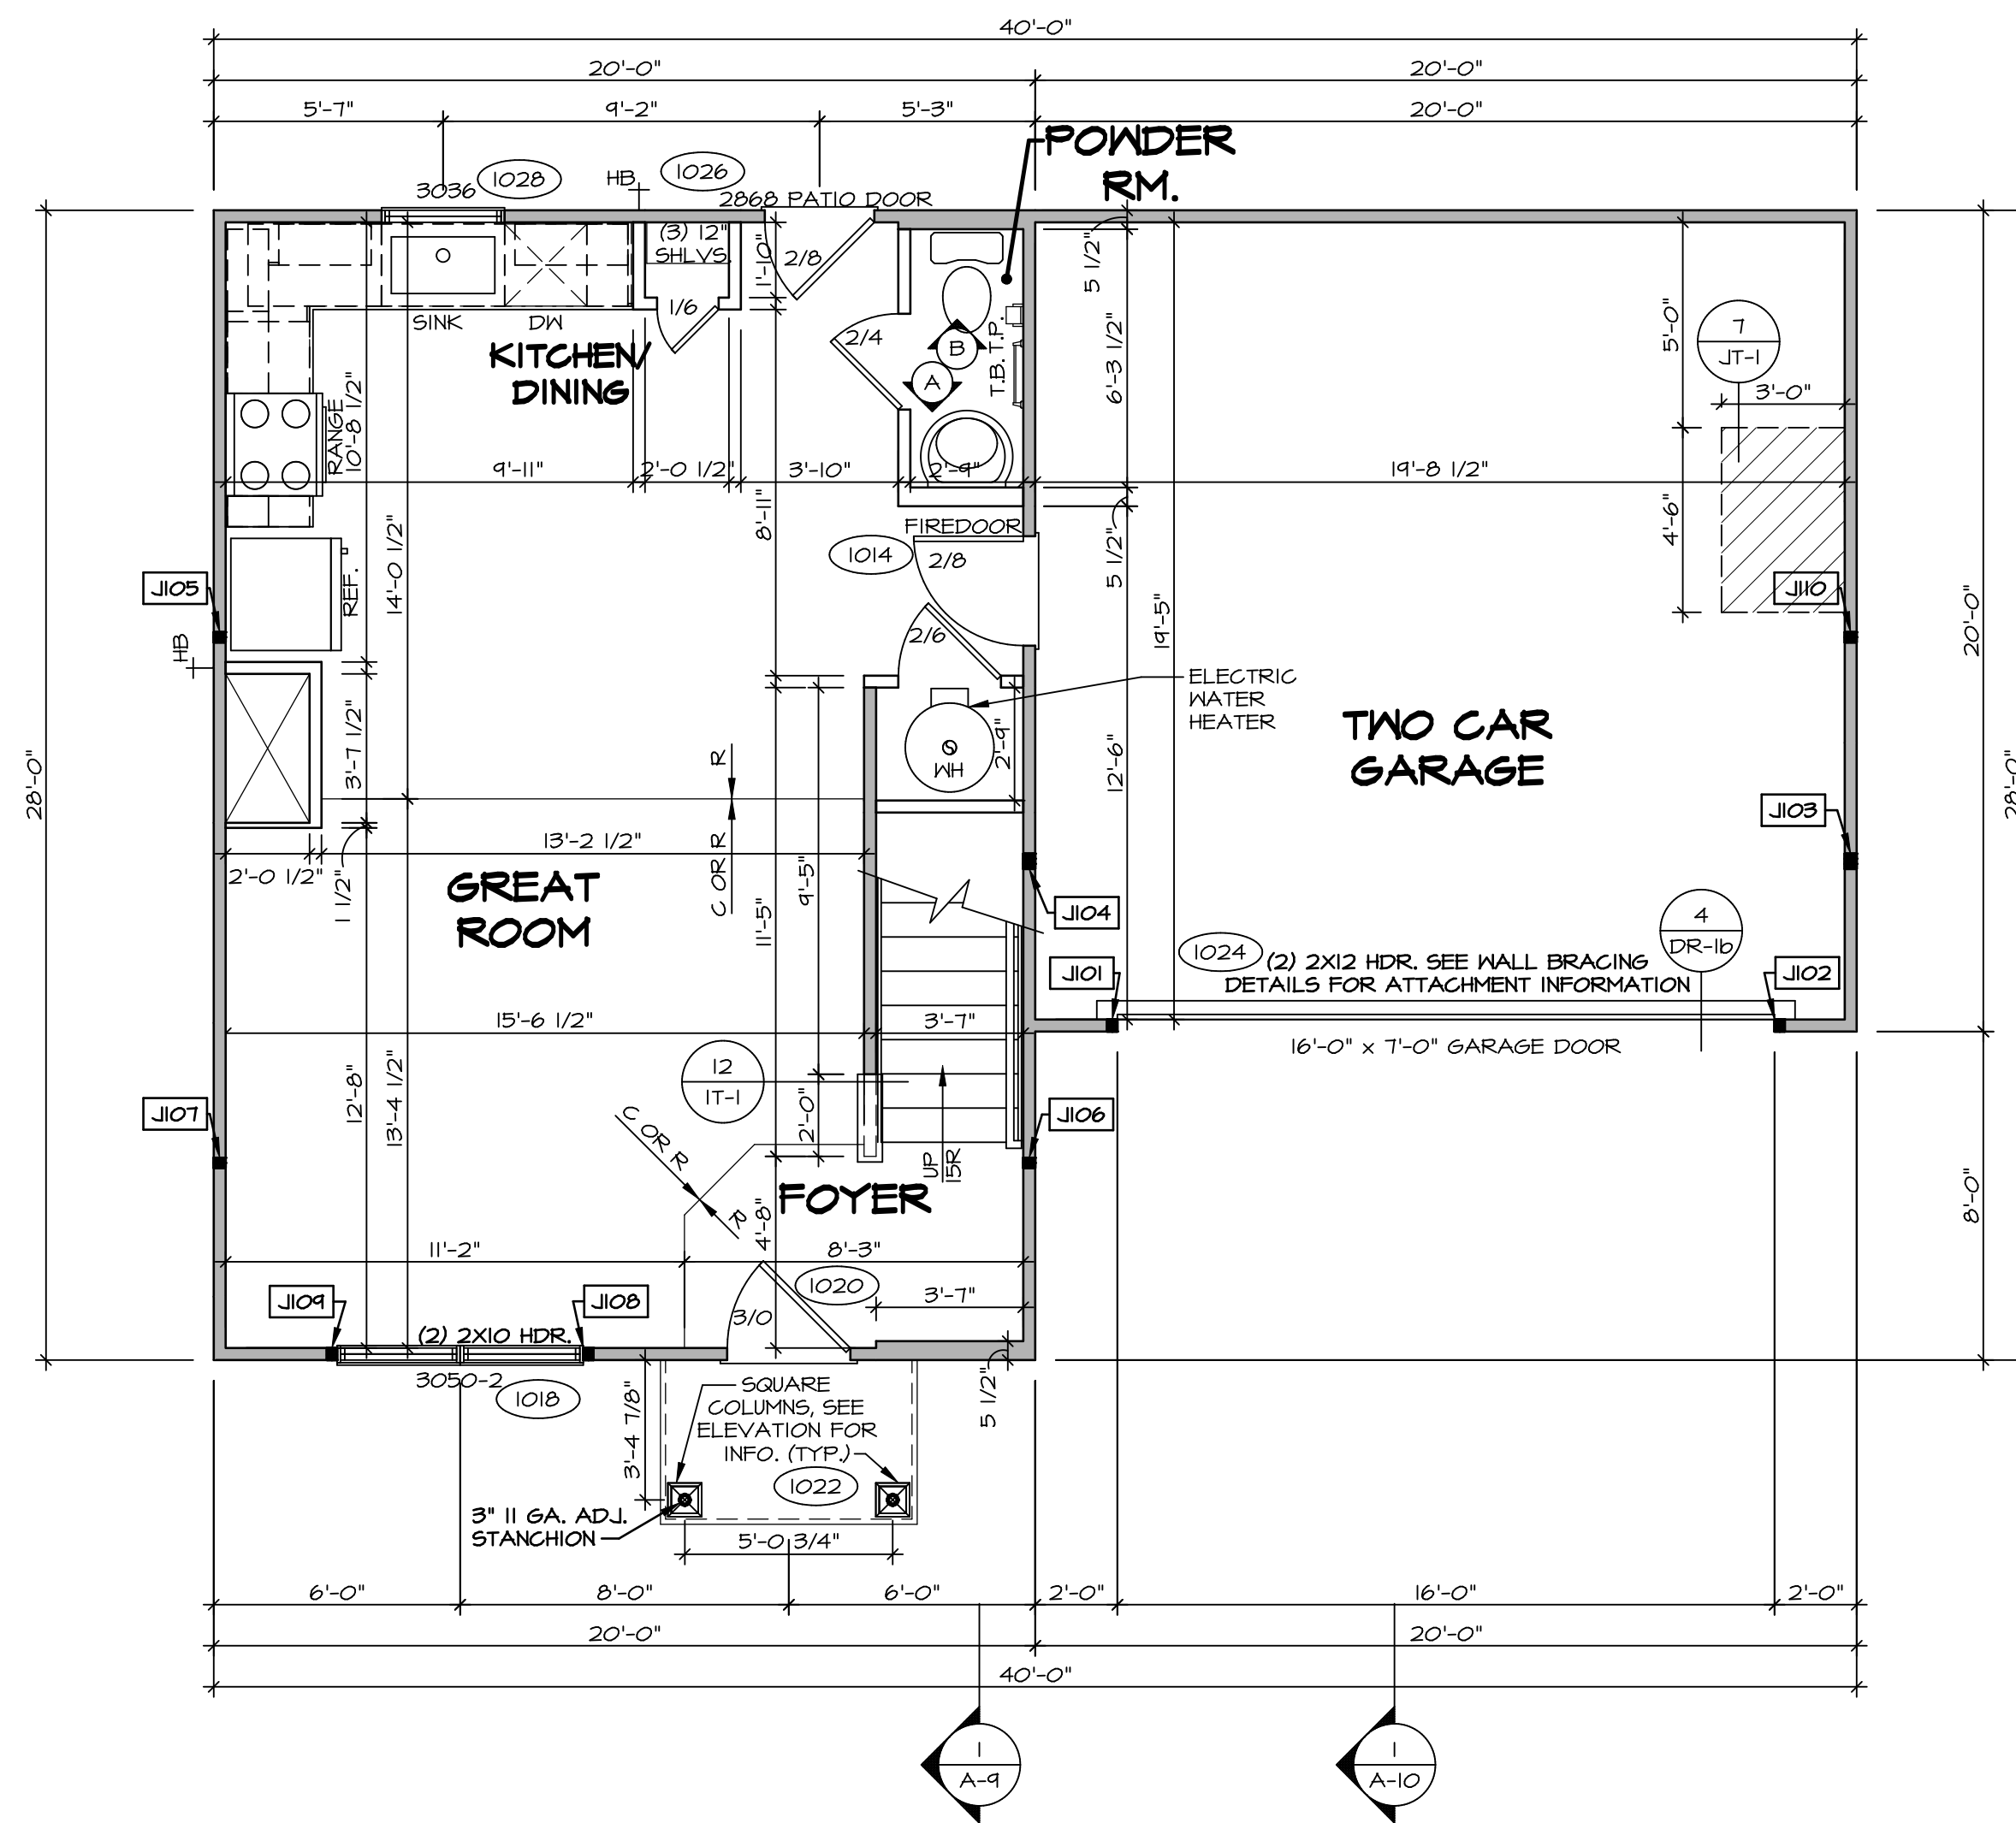 40'-0"
20'-0"
20'-0"
5'-7"
9'-2"
5'-3"
20'-0"
POWDER
RM.
3036
1028
HB
1026
2868 PATIO DOOR
(3) 12"
SHLVS.
1'-10"
2/8
1/6
2/4
SINK
DW
KITCHEN/
DINING
B
A
T.P.
T.B.
5 1/2"
6'-3 1/2"
5'-0"
7
JT-1
3'-0"
RANGE
10'-8 1/2"
9'-11"
2'-0 1/2"
3'-10"
2'-9"
19'-8 1/2"
8'-11"
14'-0 1/2"
4'-6"
FIREDOOR
1014
2/8
5 1/2"
J105
REF.
J110
HB
2/6
19'-5"
20'-0"
ELECTRIC
WATER
HEATER
3'-7 1/2"
R
WH
2'-9"
12'-6"
TWO CAR
GARAGE
28'-0"
28'-0"
J103
13'-2 1/2"
C OR R
9'-5"
2'-0 1/2"
1 1/2"
GREAT
ROOM
11'-5"
J104
4
DR-1b
1024
(2) 2X12 HDR. SEE WALL BRACING
DETAILS FOR ATTACHMENT INFORMATION
J101
J102
15'-6 1/2"
3'-7"
16'-0" x 7'-0" GARAGE DOOR
12
IT-1
12'-8"
13'-4 1/2"
J107
J106
2'-0"
C OR R
R
UP
15R
FOYER
4'-8"
8'-0"
11'-2"
8'-3"
1020
3'-7"
J109
J108
3/0
(2) 2X10 HDR.
3050-2
1018
5 1/2"
3'-4 7/8"
SQUARE
COLUMNS, SEE
ELEVATION FOR
INFO. (TYP.)
1022
3" 11 GA. ADJ.
STANCHION
5'-0 3/4"
6'-0"
8'-0"
6'-0"
2'-0"
16'-0"
2'-0"
20'-0"
20'-0"
40'-0"
1
A-9
1
A-10